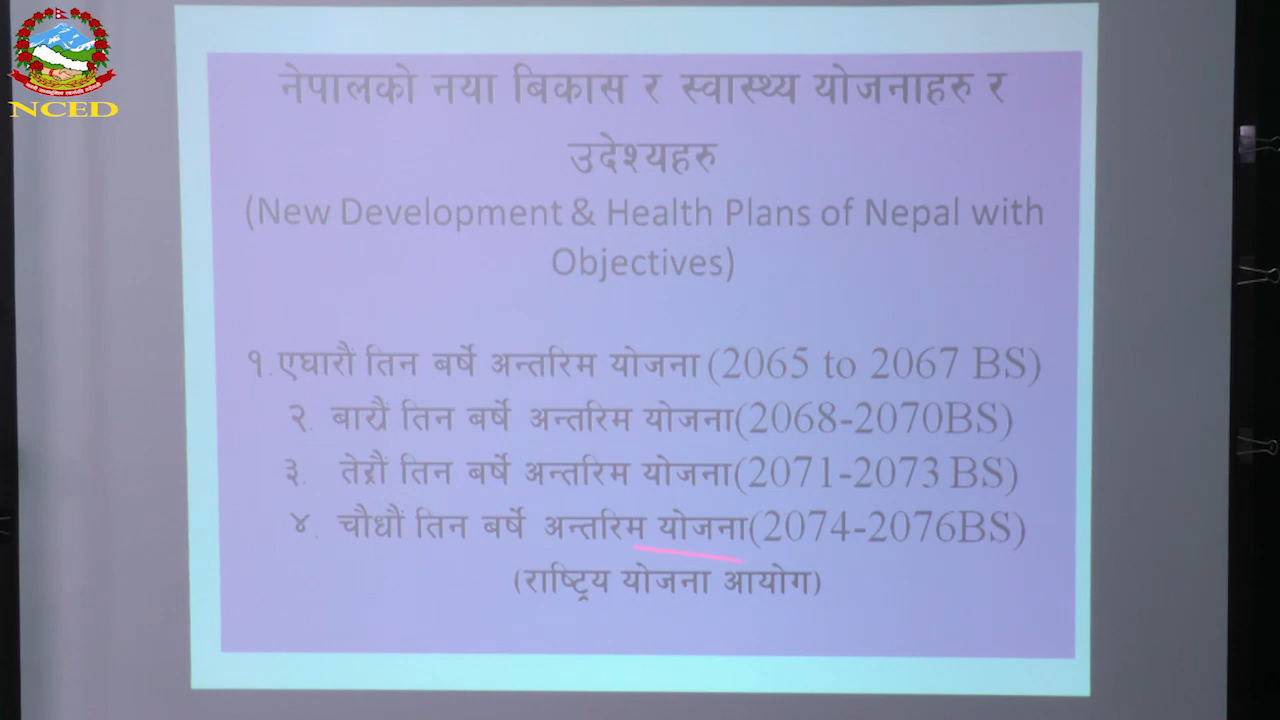 NCED
नेपालको नया बिकास र स्वास्थ्य योजनाहरु र
उदेश्यहरु
(New Development & Health Plans of Nepal with
Objectives)
१.एघारौं तिन बर्षे अन्तरिम योजना (2065 to 2067 BS)
२. बाह्रौं तिन बर्षे अन्तरिम योजना(2068-2070BS)
३. तेह्रौं तिन बर्षे अन्तरिम योजना(2071-2073 BS)
४. चौधौं तिन बर्षे अन्तरिम योजना(2074-2076BS)
(राष्ट्रिय योजना आयोग)